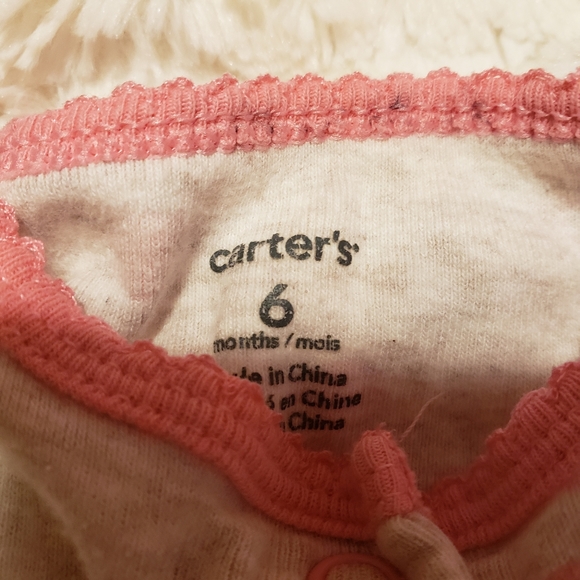 carter's
6
months / mois
in China
en Chine
China